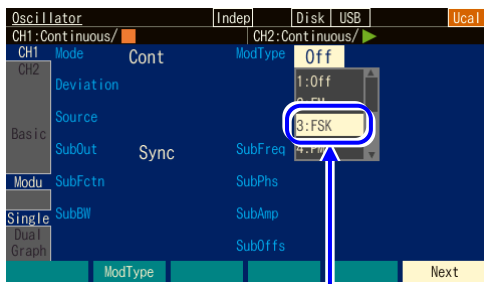 Oscillator Indep Disk USB Ucal
CH1:Continuous/ CH2:Continuous/
CH1 Mode Cont ModType Off
CH2
Deviation 1:Off
Source 3:FSK
Basic
SubOut Sync SubFreq
Modu SubFctn SubPhs
Single SubBW SubAmp
Dual
Graph SubOffs
ModType Next